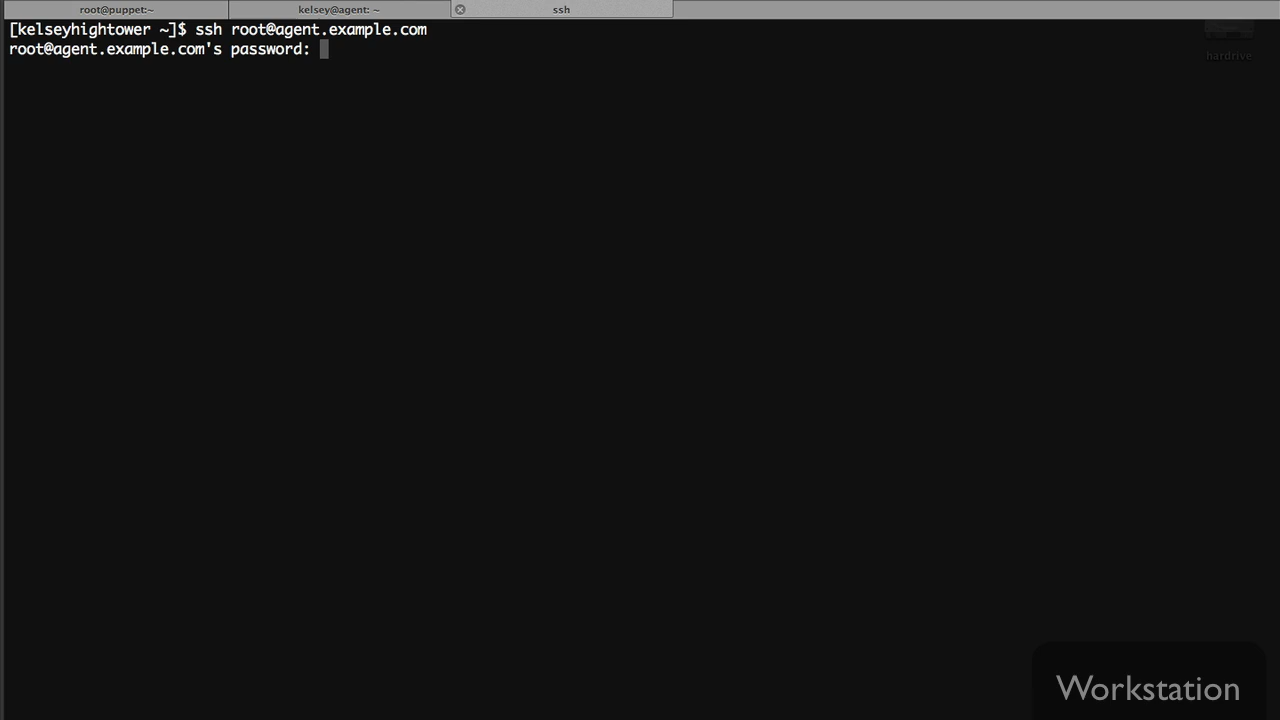 root@puppet:~
kelsey@agent: ~
ssh
[kelseyhightower ~]$ ssh root@agent.example.com
root@agent.example.com's password:
hardrive
Workstation